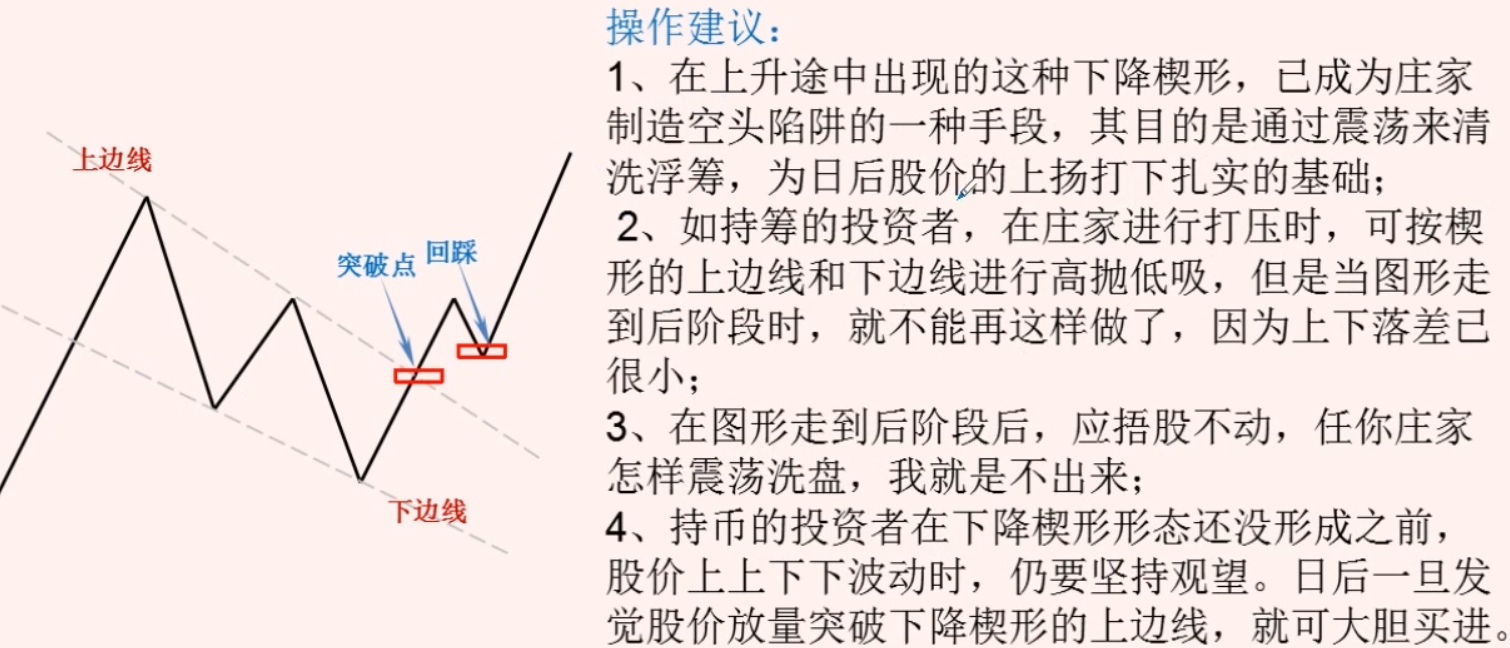 上边线
突破点
回踩
下边线
操作建议：
1、在上升途中出现的这种下降楔形，已成为庄家
制造空头陷阱的一种手段，其目的是通过震荡来清
洗浮筹，为日后股价的上扬打下扎实的基础；
2、如持筹的投资者，在庄家进行打压时，可按楔
形的上边线和下边线进行高抛低吸，但是当图形走
到后阶段时，就不能再这样做了，因为上下落差已
很小；
3、在图形走到后阶段后，应捂股不动，任你庄家
怎样震荡洗盘，我就是不出来；
4、持币的投资者在下降楔形形态还没形成之前，
股价上上下下波动时，仍要坚持观望。日后一旦发
觉股价放量突破下降楔形的上边线，就可大胆买进。